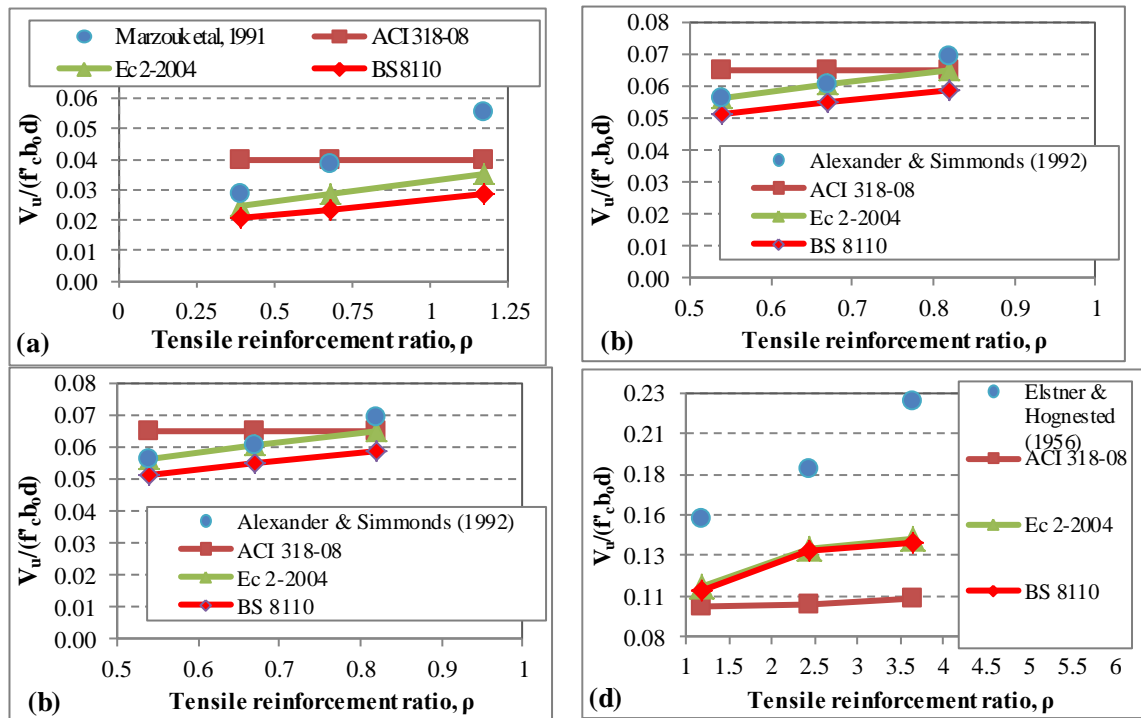 Marzouk etal, 1991
ACI 318-08
Ec 2-2004
BS 8110
0.06
0.05
0.04
0.03
0.02
0.01
0.00
Vu/(f'c bo d)
0 0.25 0.5 0.75 1 1.25
(a) Tensile reinforcement ratio, ρ
0.08
0.07
0.06
0.05
0.04
0.03
0.02
0.01
0.00
Vu/(f'c bo d)
Alexander & Simmonds (1992)
ACI 318-08
Ec 2-2004
BS 8110
0.5 0.6 0.7 0.8 0.9 1
(b) Tensile reinforcement ratio, ρ
0.08
0.07
0.06
0.05
0.04
0.03
0.02
0.01
0.00
Vu/(f'c bo d)
Alexander & Simmonds (1992)
ACI 318-08
Ec 2-2004
BS 8110
0.5 0.6 0.7 0.8 0.9 1
(b) Tensile reinforcement ratio, ρ
0.23
0.21
0.18
0.16
0.13
0.11
0.08
Vu/(f'c bo d)
Elstner &
Hognested
(1956)
ACI 318-08
Ec 2-2004
BS 8110
1 1.5 2 2.5 3 3.5 4 4.5 5 5.5 6
(d) Tensile reinforcement ratio, ρ